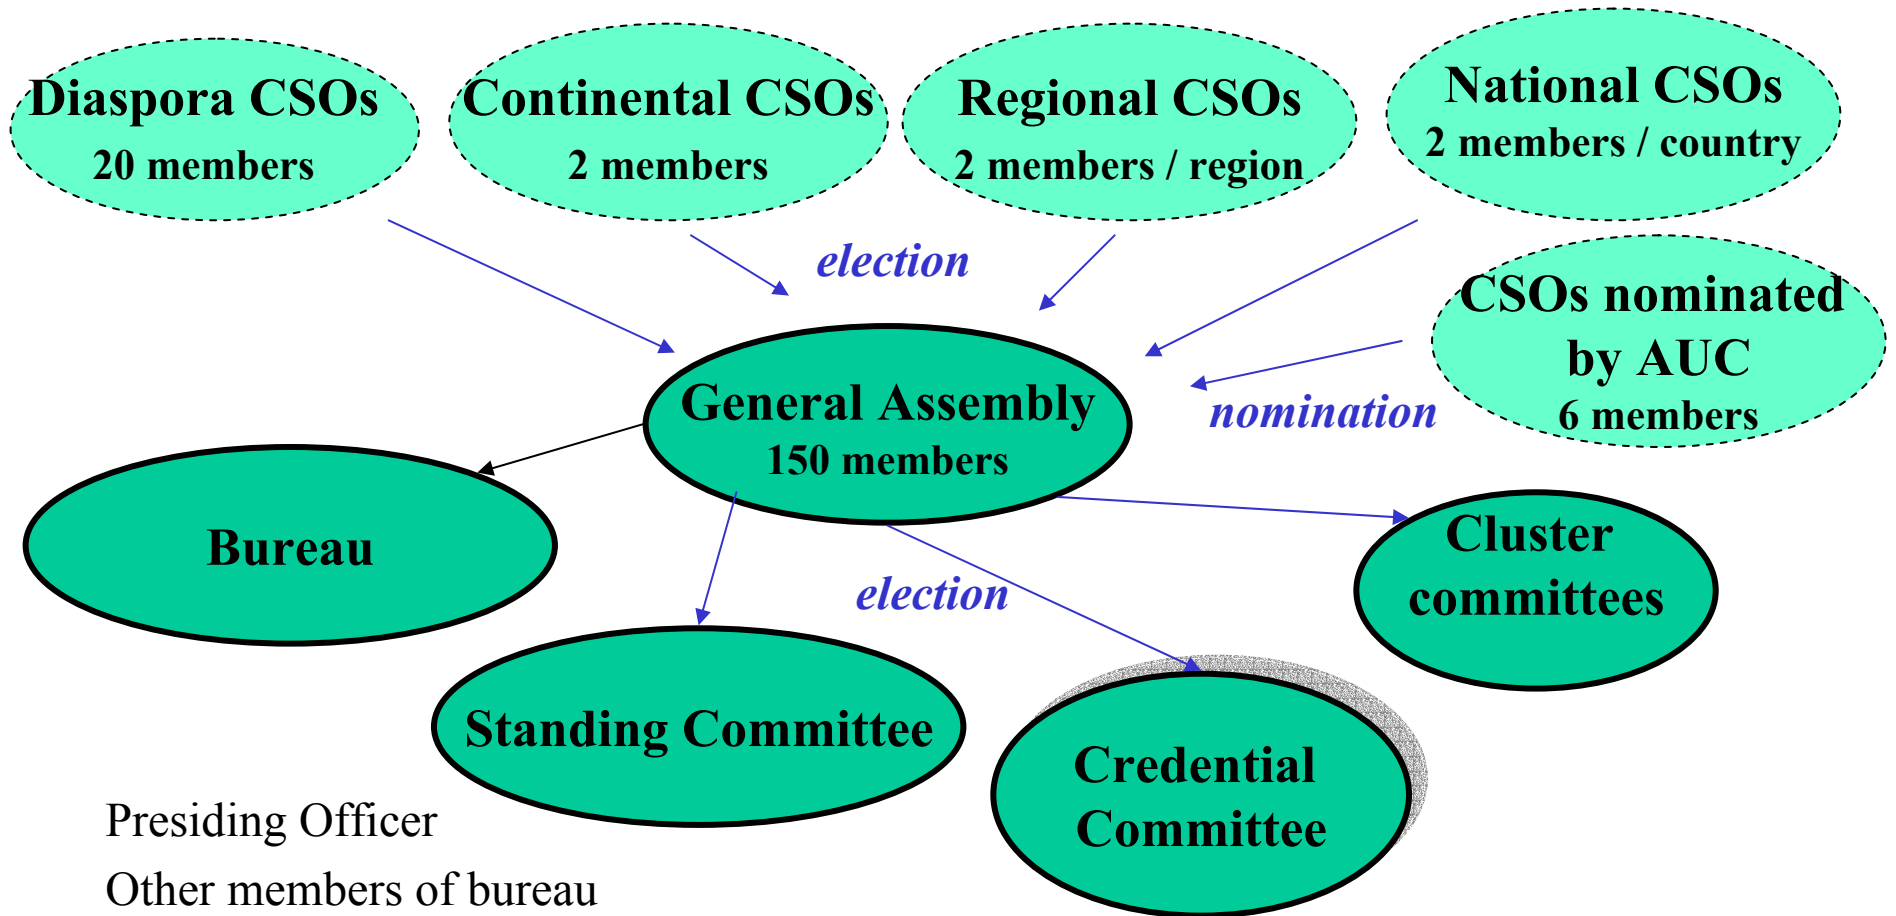 Diaspora CSOs
20 members
Continental CSOs
2 members
Regional CSOs
2 members / region
National CSOs
2 members / country
election
CSOs nominated
by AUC
6 members
nomination
General Assembly
150 members
Bureau
Cluster
committees
election
Standing Committee
Credential
Committee
Presiding Officer
Other members of bureau